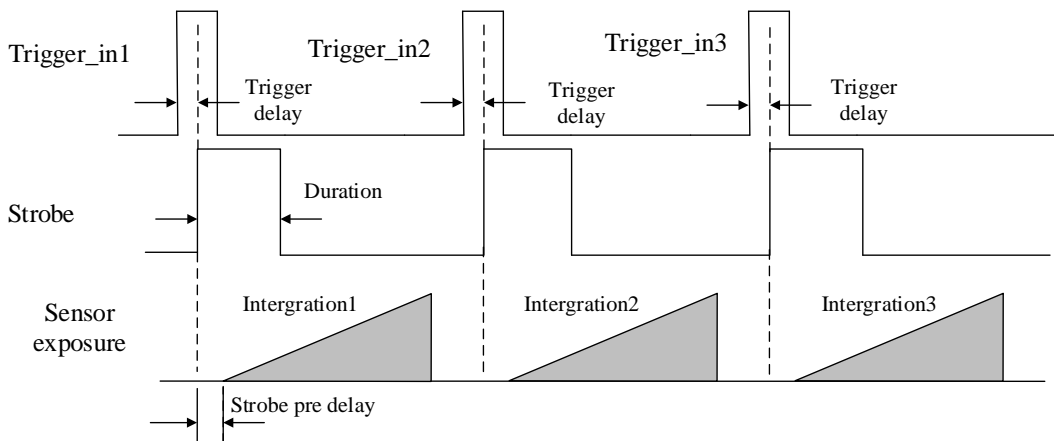 Trigger_in1
Trigger_in2
Trigger_in3
Trigger
delay
Trigger
delay
Trigger
delay
Strobe
Duration
Sensor
exposure
Intergration1
Intergration2
Intergration3
Strobe pre delay